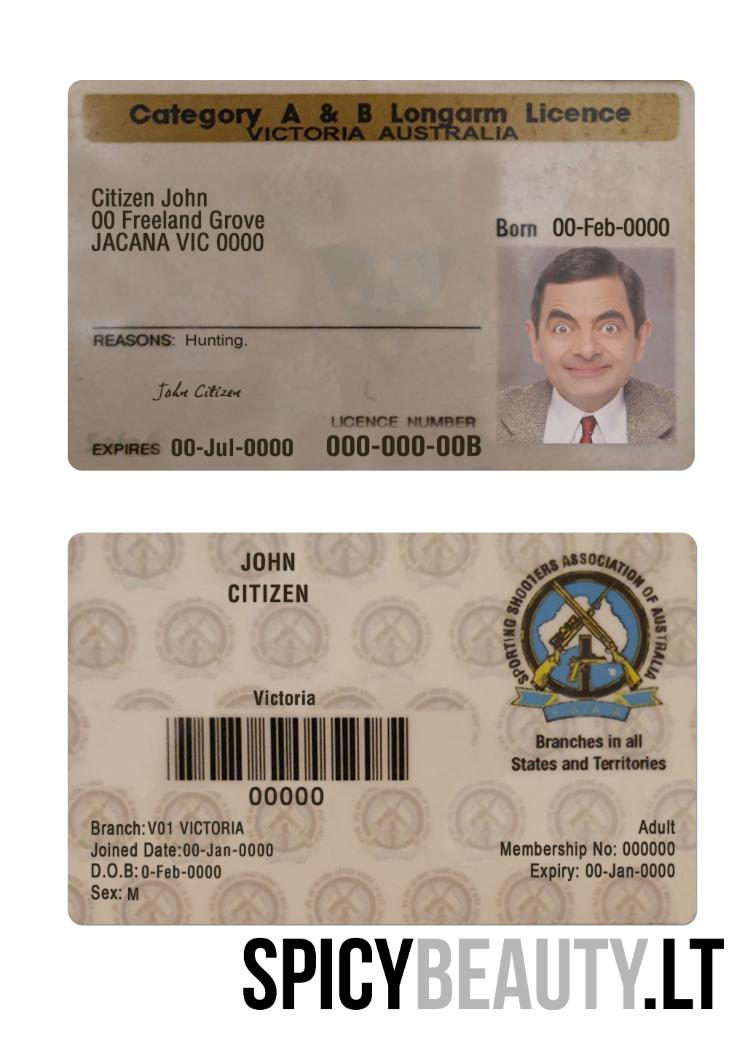 Category A & B Longarm Licence
VICTORIA AUSTRALIA
Citizen John
00 Freeland Grove
JACANA VIC 0000
Born 00-Feb-0000
REASONS: Hunting.
John Citizen
LICENCE NUMBER
EXPIRES 00-Jul-0000 000-000-00B
JOHN
CITIZEN
SPORTING SHOOTERS ASSOCIATION OF AUSTRALIA
Victoria
Branches in all
States and Territories
00000
Branch:V01 VICTORIA
Joined Date:00-Jan-0000
D.O.B:0-Feb-0000
Sex: M
Adult
Membership No: 000000
Expiry: 00-Jan-0000
SPICYBEAUTY.LT